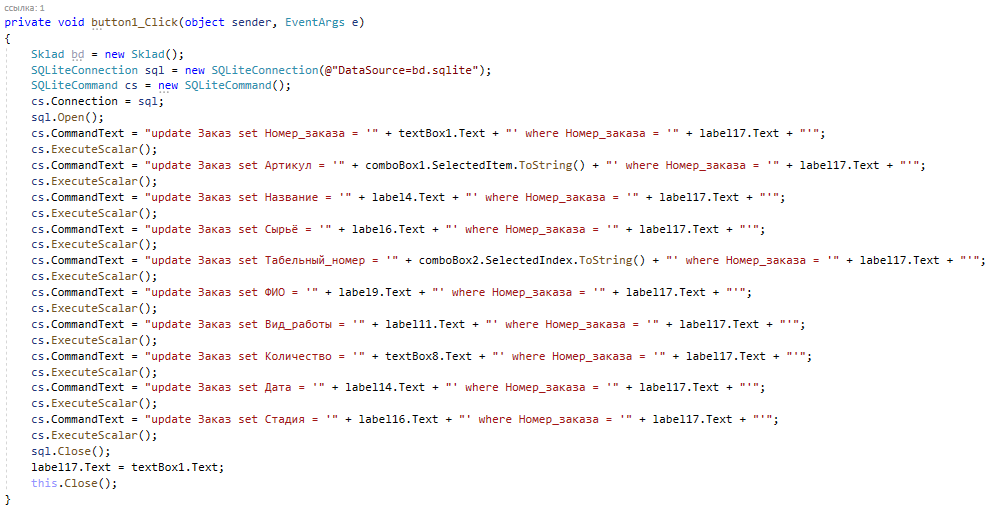 ссылка: 1
private void button1_Click(object sender, EventArgs e)
{
Sklad bd = new Sklad();
SQLiteConnection sql = new SQLiteConnection(@"DataSource=bd.sqlite");
SQLiteCommand cs = new SQLiteCommand();
cs.Connection = sql;
sql.Open();
cs.CommandText = "update Заказ set Номер_заказа = '" + textBox1.Text + "' where Номер_заказа = '" + label17.Text + "'";
cs.ExecuteScalar();
cs.CommandText = "update Заказ set Артикул = '" + comboBox1.SelectedItem.ToString() + "' where Номер_заказа = '" + label17.Text + "'";
cs.ExecuteScalar();
cs.CommandText = "update Заказ set Название = '" + label4.Text + "' where Номер_заказа = '" + label17.Text + "'";
cs.ExecuteScalar();
cs.CommandText = "update Заказ set Сырьё = '" + label6.Text + "' where Номер_заказа = '" + label17.Text + "'";
cs.ExecuteScalar();
cs.CommandText = "update Заказ set Табельный_номер = '" + comboBox2.SelectedIndex.ToString() + "' where Номер_заказа = '" + label17.Text + "'";
cs.ExecuteScalar();
cs.CommandText = "update Заказ set ФИО = '" + label9.Text + "' where Номер_заказа = '" + label17.Text + "'";
cs.ExecuteScalar();
cs.CommandText = "update Заказ set Вид_работы = '" + label11.Text + "' where Номер_заказа = '" + label17.Text + "'";
cs.ExecuteScalar();
cs.CommandText = "update Заказ set Количество = '" + textBox8.Text + "' where Номер_заказа = '" + label17.Text + "'";
cs.ExecuteScalar();
cs.CommandText = "update Заказ set Дата = '" + label14.Text + "' where Номер_заказа = '" + label17.Text + "'";
cs.ExecuteScalar();
cs.CommandText = "update Заказ set Стадия = '" + label16.Text + "' where Номер_заказа = '" + label17.Text + "'";
cs.ExecuteScalar();
sql.Close();
label17.Text = textBox1.Text;
this.Close();
}